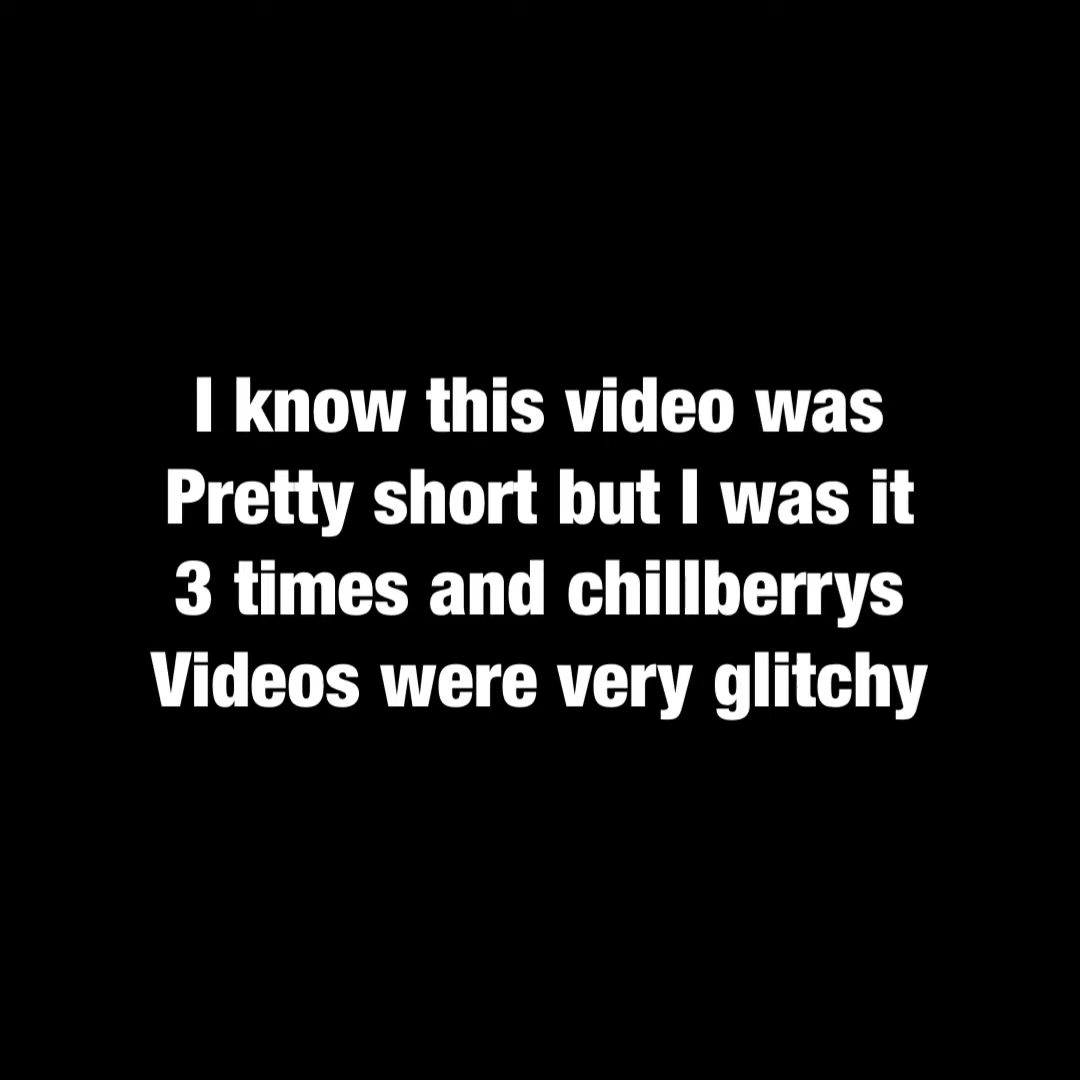 I know this video was
Pretty short but I was it
3 times and chillberrys
Videos were very glitchy